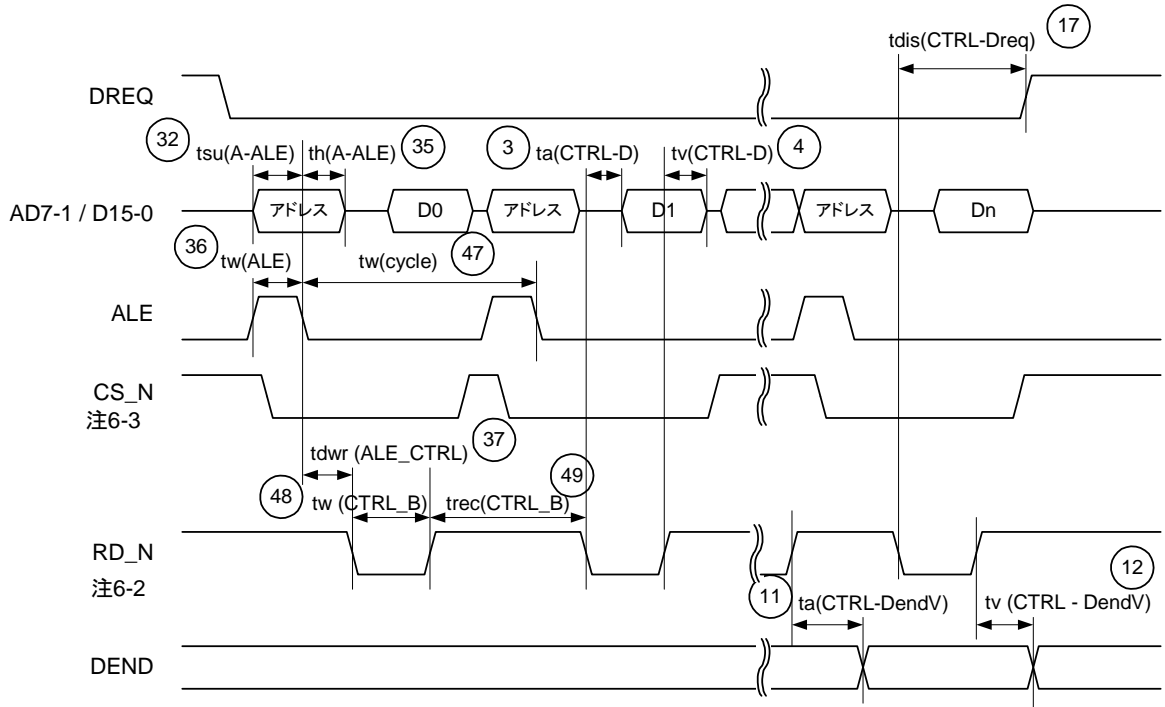 17
tdis(CTRL-Dreq)
DREQ
32
35
3
4
tsu(A-ALE)
th(A-ALE)
ta(CTRL-D)
tv(CTRL-D)
AD7-1 / D15-0
アドレス
D0
アドレス
D1
アドレス
Dn
36
47
tw(ALE)
tw(cycle)
ALE
CS_N
注6-3
37
tdwr (ALE_CTRL)
48
49
tw (CTRL_B)
trec(CTRL_B)
RD_N
注6-2
11
12
ta(CTRL-DendV)
tv (CTRL - DendV)
DEND